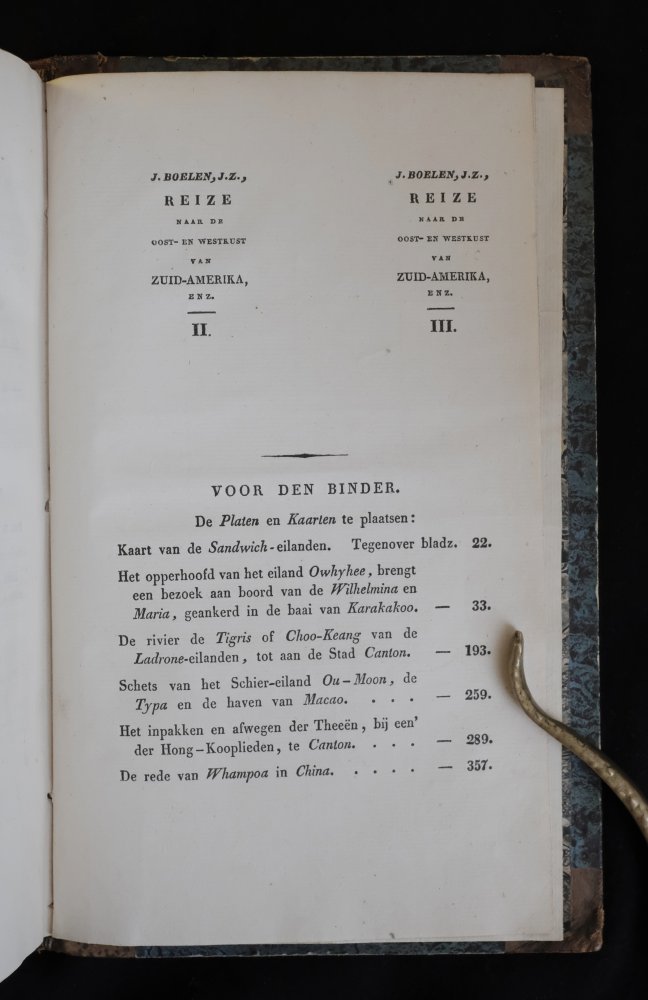 J. BOELEN, J.Z.,
REIZE
NAAR DE
OOST- EN WESTKUST
VAN
ZUID-AMERIKA,
ENZ.
II.
J. BOELEN, J.Z.,
REIZE
NAAR DE
OOST- EN WESTKUST
VAN
ZUID-AMERIKA,
ENZ.
III.
VOOR DEN BINDER.
De Platen en Kaarten te plaatsen:
Kaart van de Sandwich-eilanden. Tegenover bladz. 22.
Het opperhoofd van het eiland Owhyhee, brengt
een bezoek aan boord van de Wilhelmina en
Maria, geankerd in de baai van Karakakoo. — 33.
De rivier de Tigris of Choo-Keang van de
Ladrone-eilanden, tot aan de Stad Canton. — 193.
Schets van het Schier-eiland Ou-Moon, de
Typa en de haven van Macao. . . . — 259.
Het inpakken en afwegen der Theeën, bij een'
der Hong-Kooplieden, te Canton. . . . — 289.
De rede van Whampoa in China. . . . . — 357.